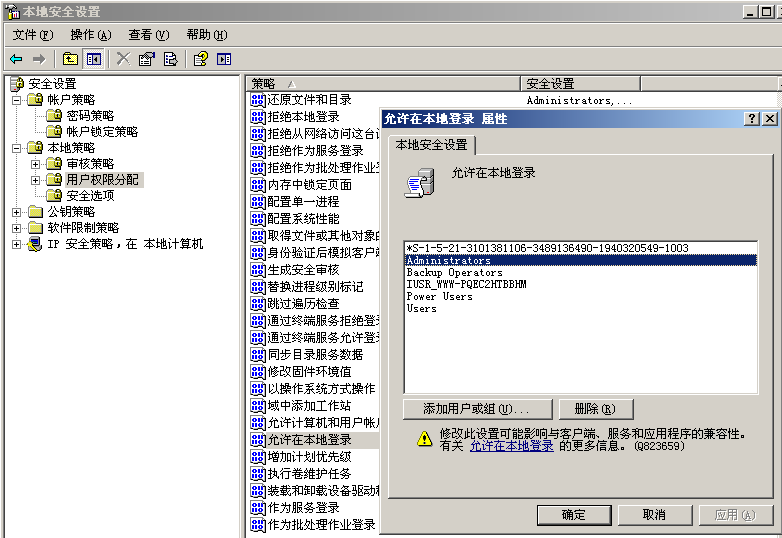 本地安全设置
文件(F) 操作(A) 查看(V) 帮助(H)
安全设置
帐户策略
密码策略
帐户锁定策略
本地策略
审核策略
用户权限分配
安全选项
公钥策略
软件限制策略
IP 安全策略，在 本地计算机
策略 安全设置
还原文件和目录 Administrators,...
拒绝本地登录
拒绝从网络访问这台
拒绝作为服务登录
拒绝作为批处理作业
内存中锁定页面
配置单一进程
配置系统性能
取得文件或其他对象的
身份验证后模拟客户端
生成安全审核
替换进程级别标记
跳过遍历检查
通过终端服务拒绝登录
通过终端服务允许登录
同步目录服务数据
修改固件环境值
以操作系统方式操作
域中添加工作站
允许计算机和用户帐户
允许在本地登录
增加计划优先级
执行卷维护任务
装载和卸载设备驱动程
作为服务登录
作为批处理作业登录
允许在本地登录 属性
本地安全设置
允许在本地登录
*S-1-5-21-3101381106-3489136490-1940320549-1003
Administrators
Backup Operators
IUSR_WWW-PQEC2HTBBHM
Power Users
Users
添加用户或组(U)... 删除(R)
修改此设置可能影响与客户端、服务和应用程序的兼容性。
有关 允许在本地登录 的更多信息。(Q823659)
确定 取消 应用(A)